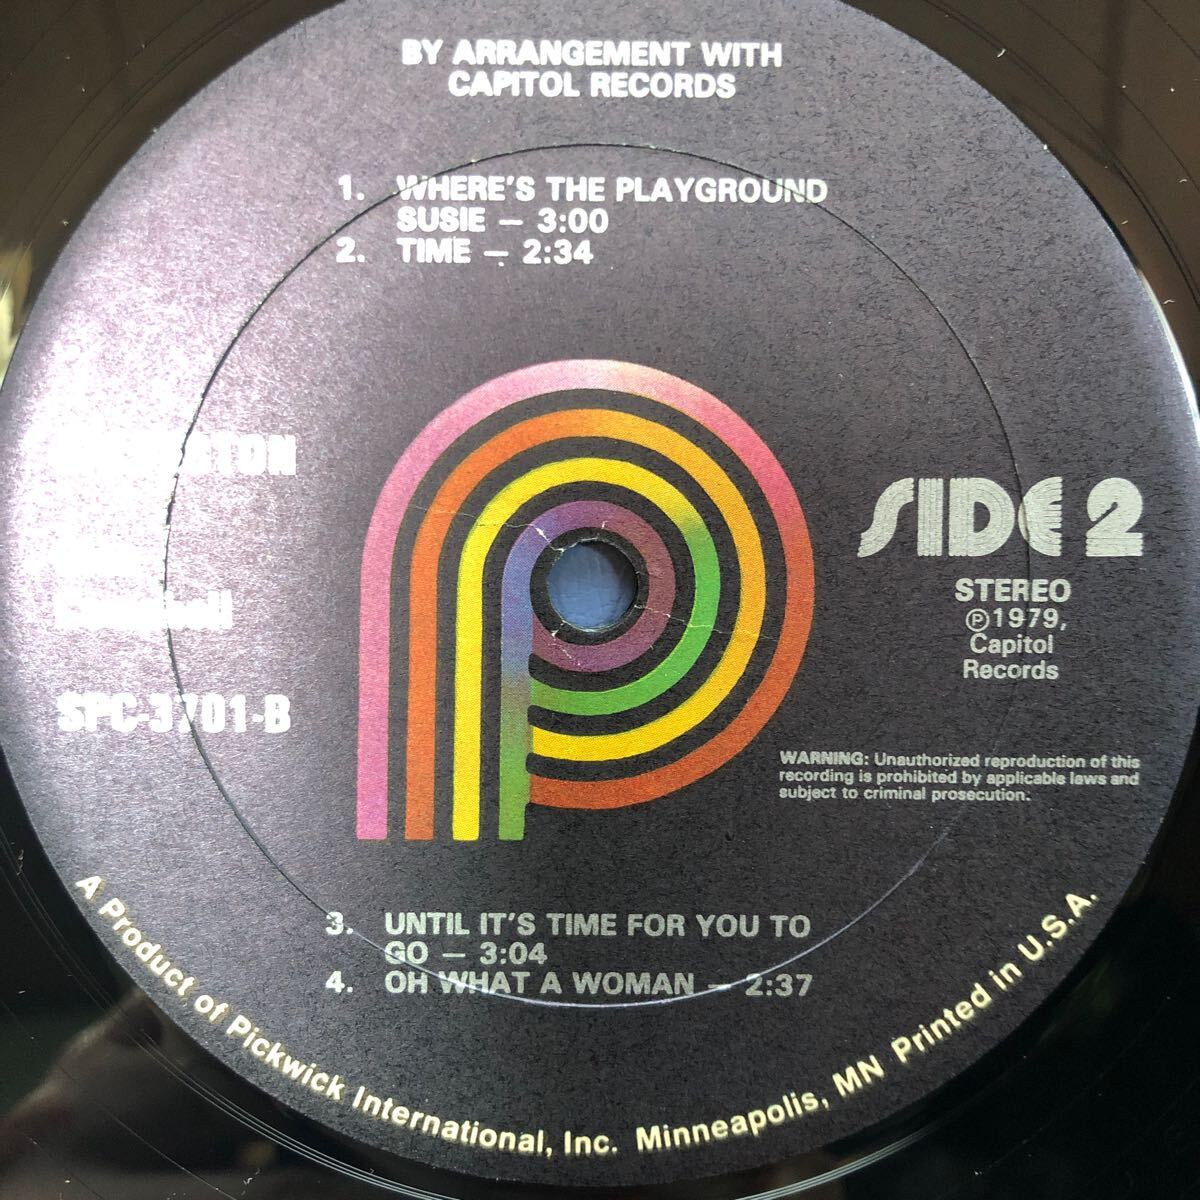 BY ARRANGEMENT WITH
CAPITOL RECORDS
1. WHERE'S THE PLAYGROUND
SUSIE — 3:00
2. TIME — 2:34
SIDE 2
STEREO
Ⓟ1979,
Capitol
Records
SPC-3701-B
WARNING: Unauthorized reproduction of this
recording is prohibited by applicable laws and
subject to criminal prosecution.
3. UNTIL IT'S TIME FOR YOU TO
GO — 3:04
4. OH WHAT A WOMAN — 2:37
A Product of Pickwick International, Inc. Minneapolis, MN Printed in U.S.A.